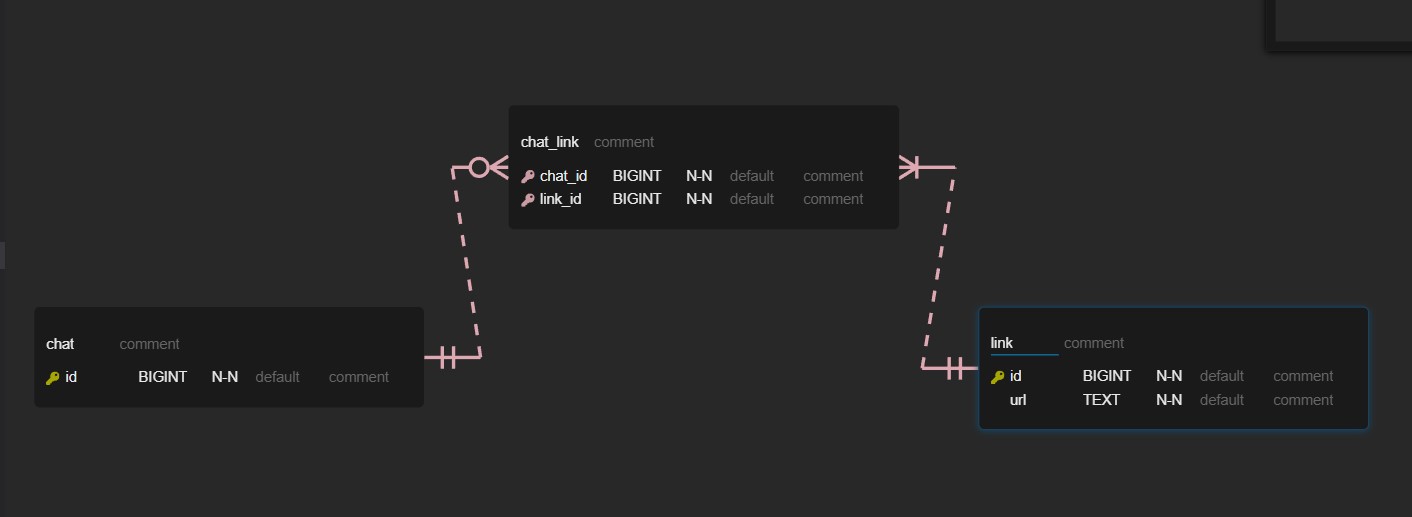 chat_link comment
chat_id BIGINT N-N default comment
link_id BIGINT N-N default comment
chat comment
id BIGINT N-N default comment
link comment
id BIGINT N-N default comment
url TEXT N-N default comment